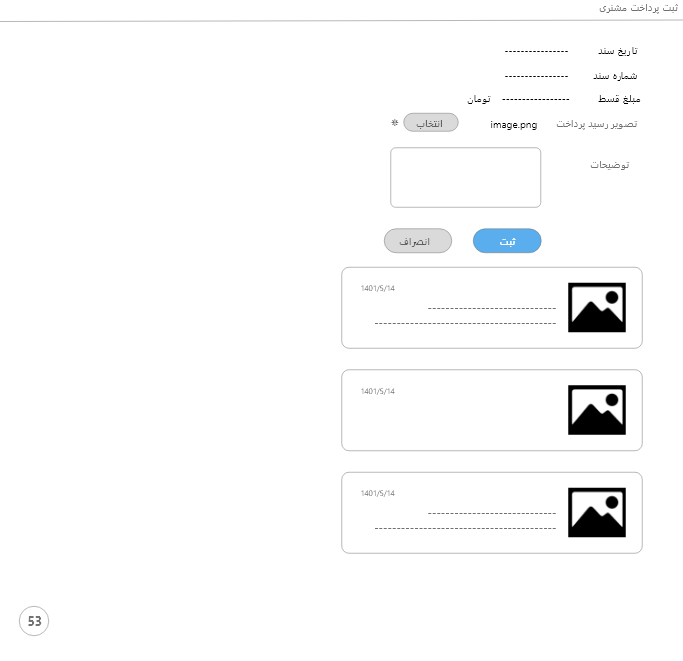 ثبت پرداخت مشتری
تاریخ سند ----------------
شماره سند ----------------
مبلغ قسط ----------------- تومان
تصویر رسید پرداخت image.png انتخاب *
توضیحات
ثبت انصراف
1401/5/14
1401/5/14
1401/5/14
53